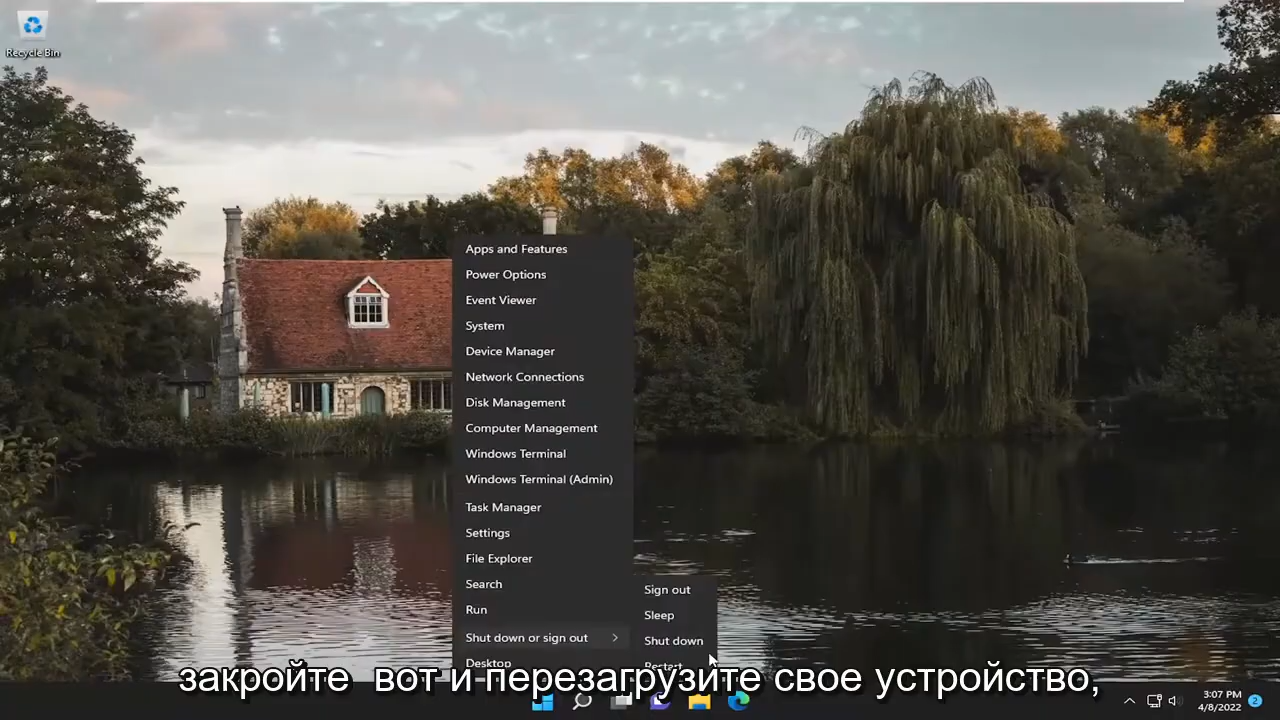 Recycle Bin
Apps and Features
Power Options
Event Viewer
System
Device Manager
Network Connections
Disk Management
Computer Management
Windows Terminal
Windows Terminal (Admin)
Task Manager
Settings
File Explorer
Search
Run
Shut down or sign out
Desktop
Sign out
Sleep
Shut down
Restart
закройте вот и перезагрузите свое устройство,
3:07 PM
4/8/2022
2